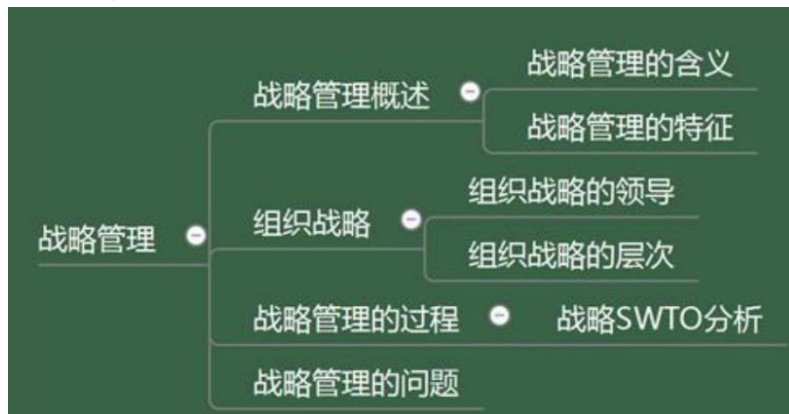 战略管理的含义
战略管理概述
战略管理的特征
组织战略的领导
组织战略
战略管理
组织战略的层次
战略管理的过程
战略SWTO分析
战略管理的问题